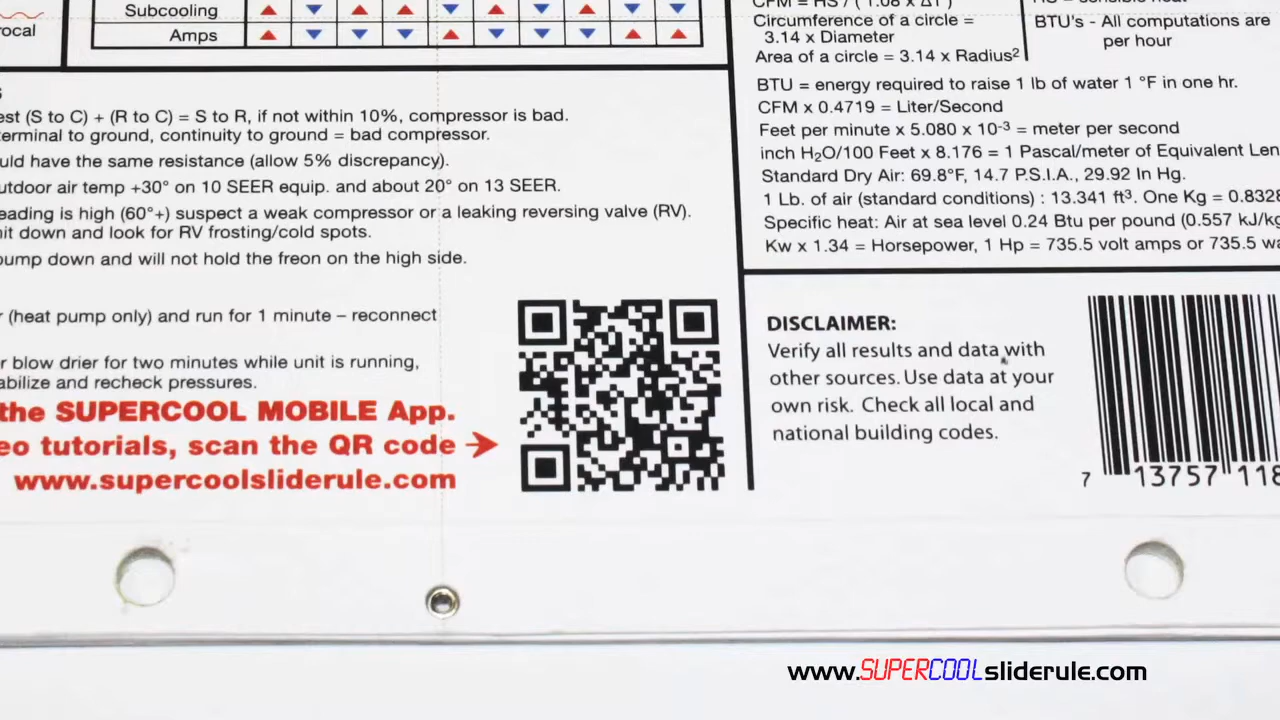 Subcooling
Amps
est (S to C) + (R to C) = S to R, if not within 10%, compressor is bad.
erminal to ground, continuity to ground = bad compressor.
uld have the same resistance (allow 5% discrepancy).
utdoor air temp +30° on 10 SEER equip. and about 20° on 13 SEER.
eading is high (60°+) suspect a weak compressor or a leaking reversing valve (RV).
nit down and look for RV frosting/cold spots.
pump down and will not hold the freon on the high side.
r (heat pump only) and run for 1 minute – reconnect
r blow drier for two minutes while unit is running,
abilize and recheck pressures.
the SUPERCOOL MOBILE App.
eo tutorials, scan the QR code
www.supercoolsliderule.com
Circumference of a circle =
3.14 x Diameter
Area of a circle = 3.14 x Radius²
BTU's - All computations are
per hour
BTU = energy required to raise 1 lb of water 1 °F in one hr.
CFM x 0.4719 = Liter/Second
Feet per minute x 5.080 x 10⁻³ = meter per second
inch H₂O/100 Feet x 8.176 = 1 Pascal/meter of Equivalent Len
Standard Dry Air: 69.8°F, 14.7 P.S.I.A., 29.92 In Hg.
1 Lb. of air (standard conditions) : 13.341 ft³. One Kg = 0.8328
Specific heat: Air at sea level 0.24 Btu per pound (0.557 kJ/kg
Kw x 1.34 = Horsepower, 1 Hp = 735.5 volt amps or 735.5 wa
DISCLAIMER:
Verify all results and data with
other sources. Use data at your
own risk. Check all local and
national building codes.
7 13757 118
www.SUPERCOOLsliderule.com